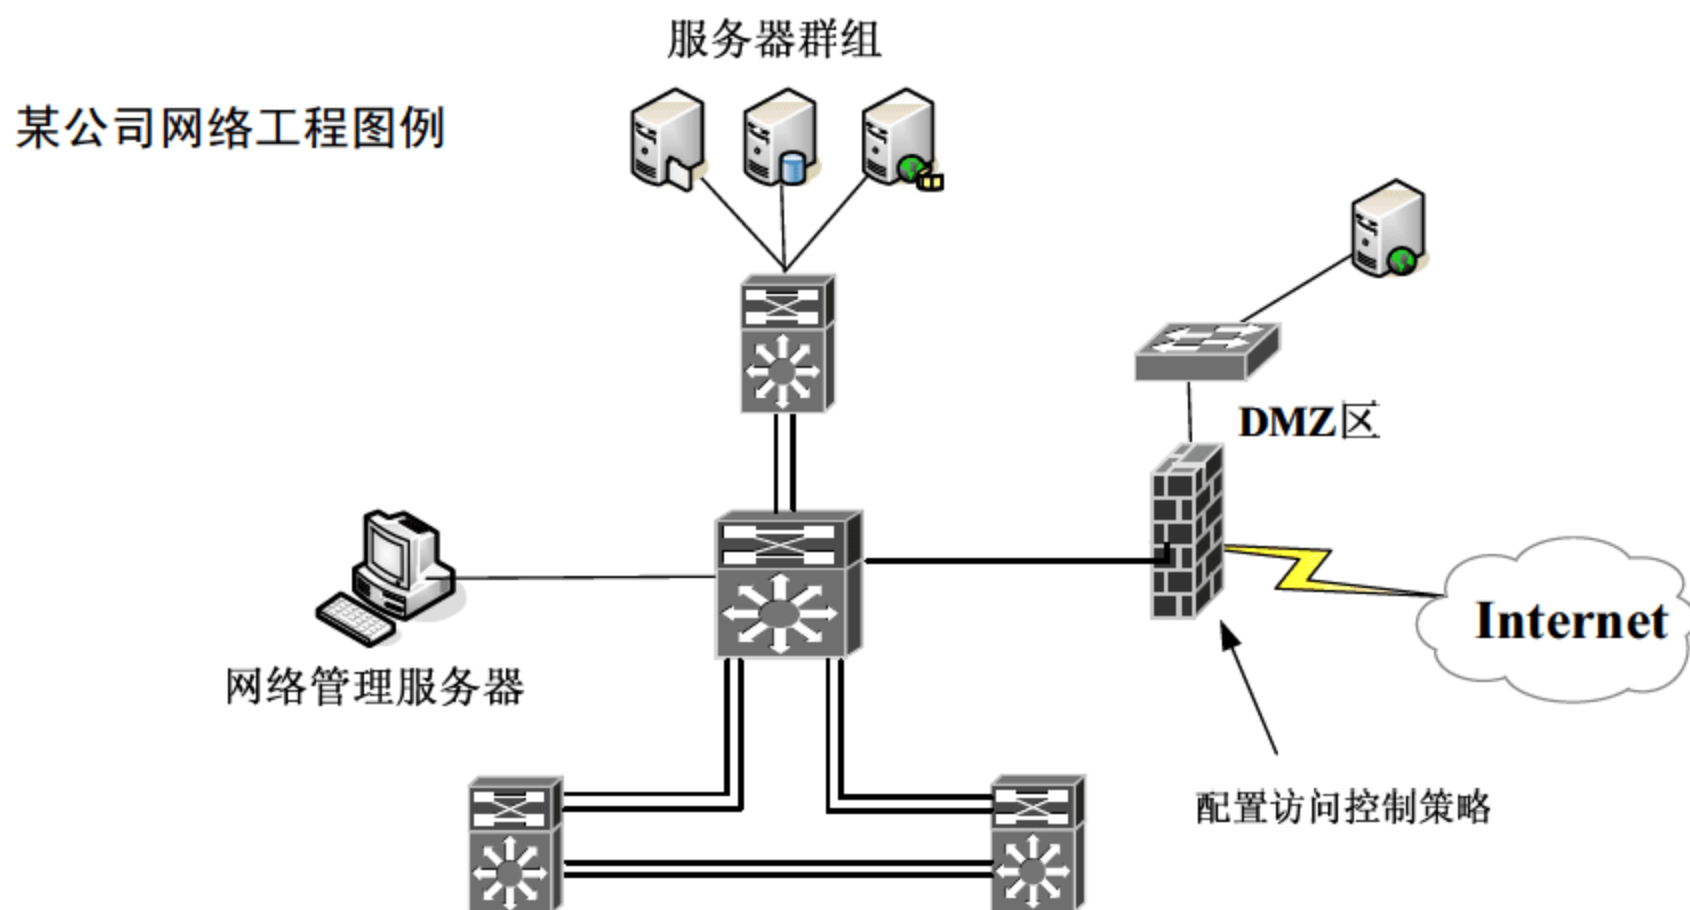 服务器群组
某公司网络工程图例
DMZ区
Internet
网络管理服务器
配置访问控制策略